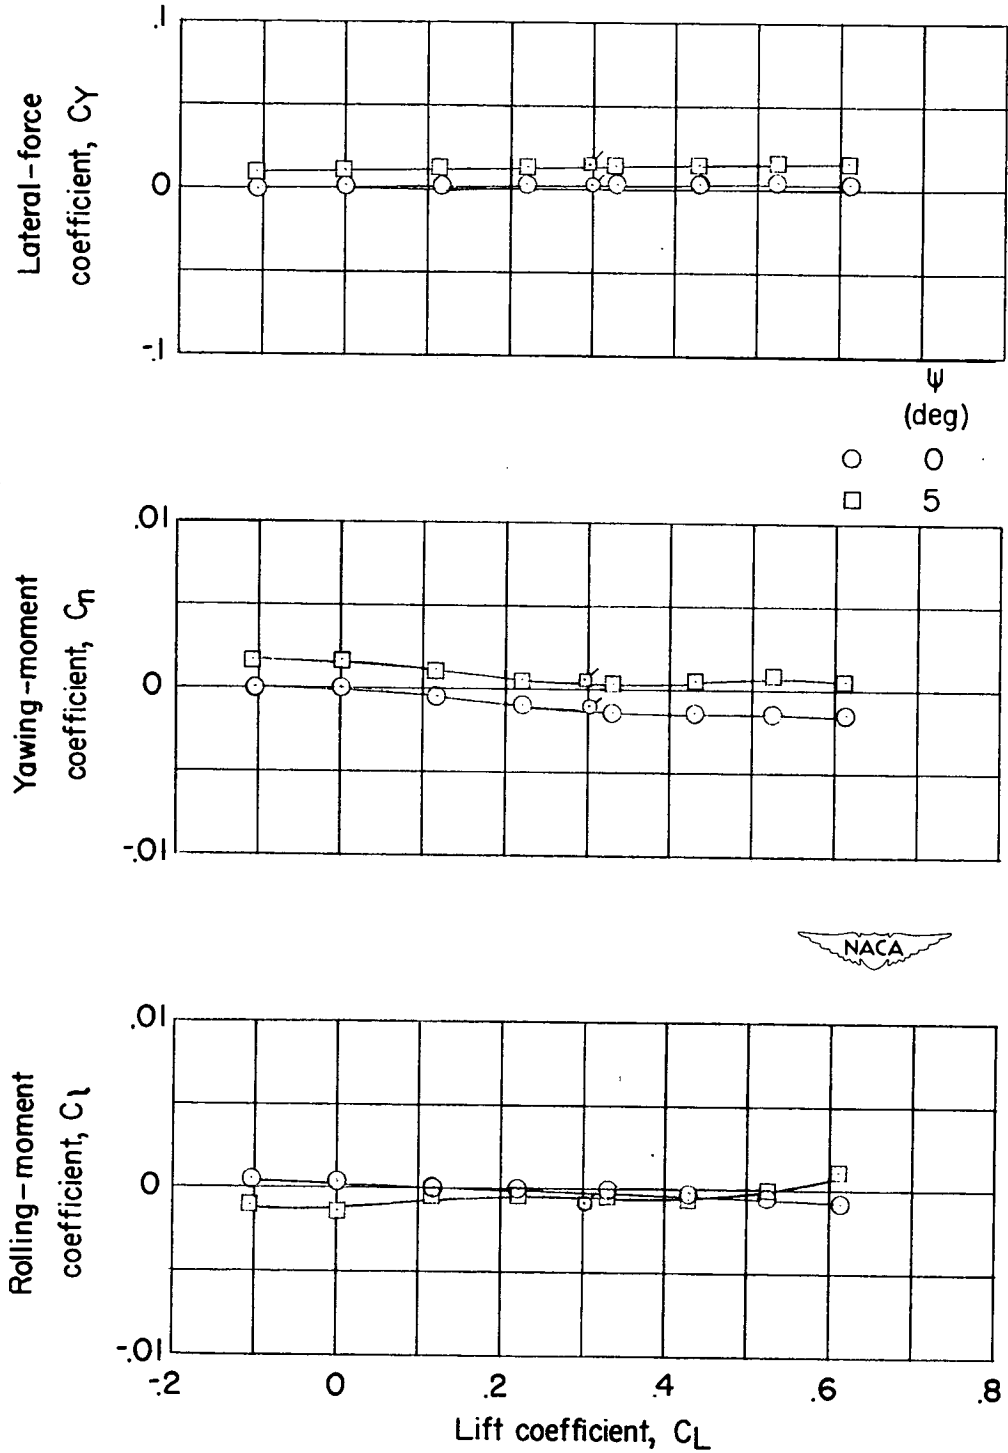 .1
0
-.1
Lateral-force
coefficient, CY
ψ
(deg)
○ 0
□ 5
.01
0
-.01
Yawing-moment
coefficient, Cn
NACA
.01
0
-.01
Rolling-moment
coefficient, Cl
-.2 0 .2 .4 .6 .8
Lift coefficient, CL